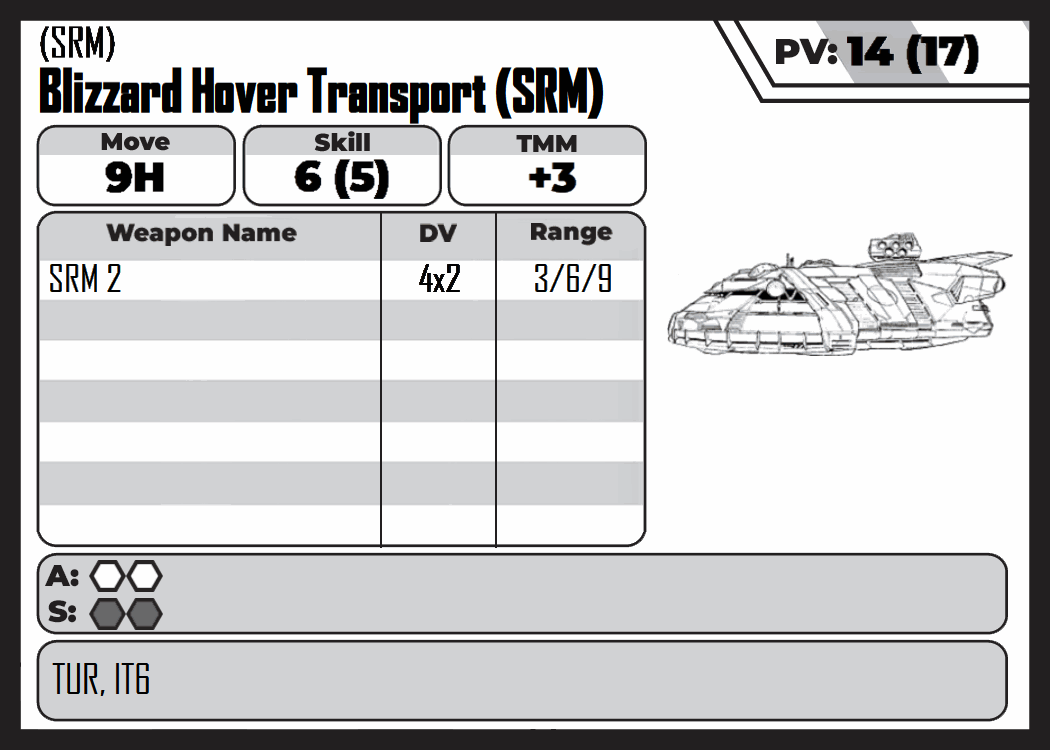 (SRM)
Blizzard Hover Transport (SRM)
PV: 14 (17)
Move Skill TMM
9H 6 (5) +3
Weapon Name DV Range
SRM 2 4x2 3/6/9
A:
S:
TUR, IT6